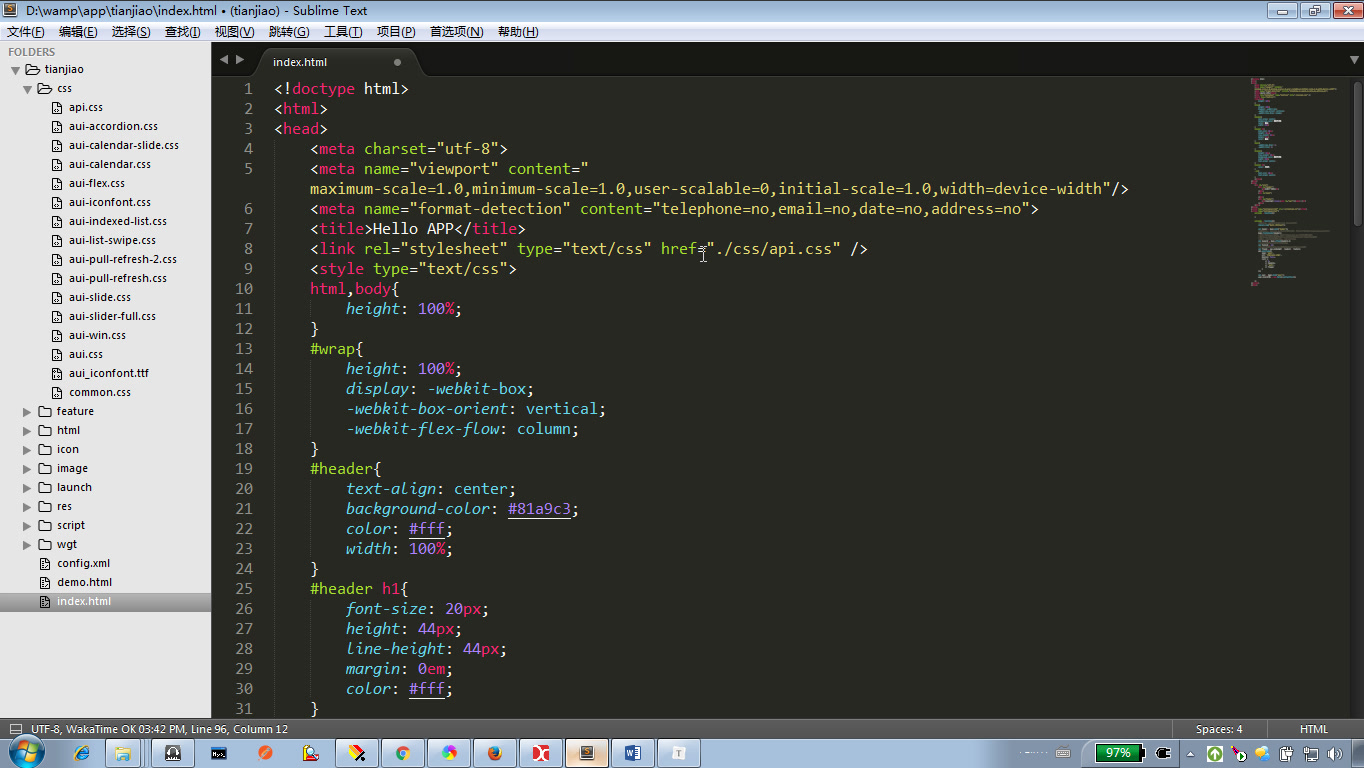 D:\wamp\app\tianjiao\index.html • (tianjiao) - Sublime Text
文件(F) 编辑(E) 选择(S) 查找(I) 视图(V) 跳转(G) 工具(T) 项目(P) 首选项(N) 帮助(H)
FOLDERS
tianjiao
css
api.css
aui-accordion.css
aui-calendar-slide.css
aui-calendar.css
aui-flex.css
aui-iconfont.css
aui-indexed-list.css
aui-list-swipe.css
aui-pull-refresh-2.css
aui-pull-refresh.css
aui-slide.css
aui-slider-full.css
aui-win.css
aui.css
aui_iconfont.ttf
common.css
feature
html
icon
image
launch
res
script
wgt
config.xml
demo.html
index.html
index.html
1 <!doctype html>
2 <html>
3 <head>
4 <meta charset="utf-8">
5 <meta name="viewport" content="
maximum-scale=1.0,minimum-scale=1.0,user-scalable=0,initial-scale=1.0,width=device-width"/>
6 <meta name="format-detection" content="telephone=no,email=no,date=no,address=no">
7 <title>Hello APP</title>
8 <link rel="stylesheet" type="text/css" href="./css/api.css" />
9 <style type="text/css">
10 html,body{
11 height: 100%;
12 }
13 #wrap{
14 height: 100%;
15 display: -webkit-box;
16 -webkit-box-orient: vertical;
17 -webkit-flex-flow: column;
18 }
19 #header{
20 text-align: center;
21 background-color: #81a9c3;
22 color: #fff;
23 width: 100%;
24 }
25 #header h1{
26 font-size: 20px;
27 height: 44px;
28 line-height: 44px;
29 margin: 0em;
30 color: #fff;
31 }
UTF-8, WakaTime OK 03:42 PM, Line 96, Column 12
Spaces: 4
HTML
97%